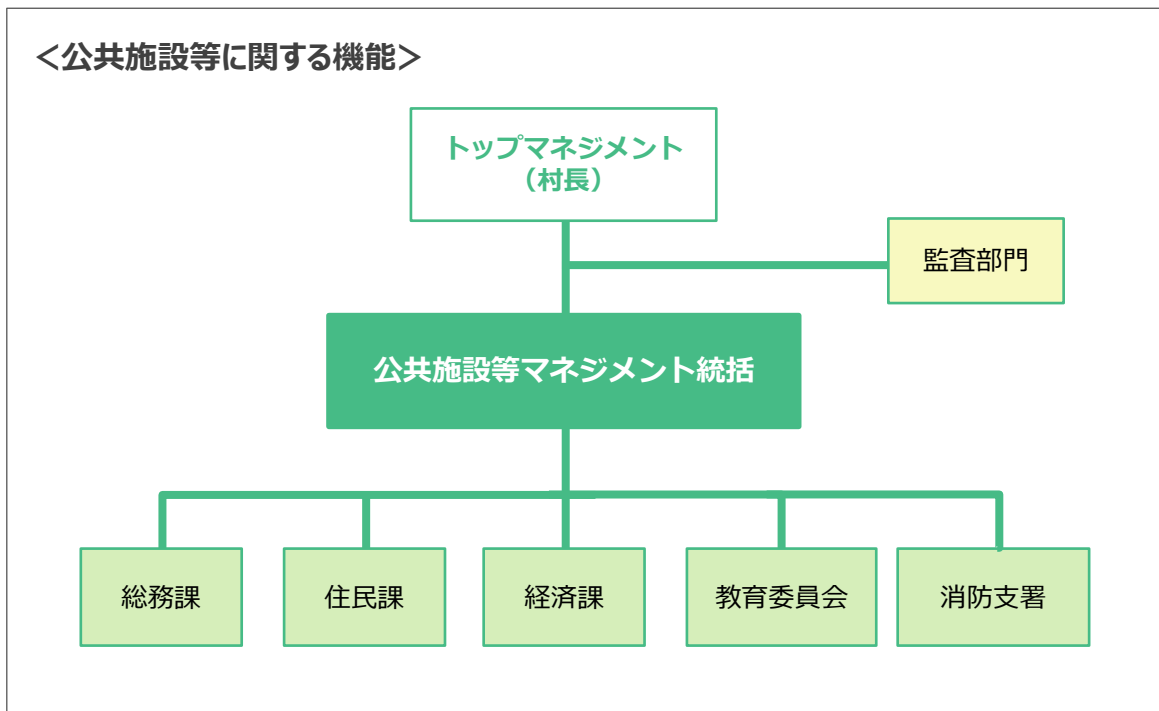 ＜公共施設等に関する機能＞
トップマネジメント
（村長）
監査部門
公共施設等マネジメント統括
総務課
住民課
経済課
教育委員会
消防支署